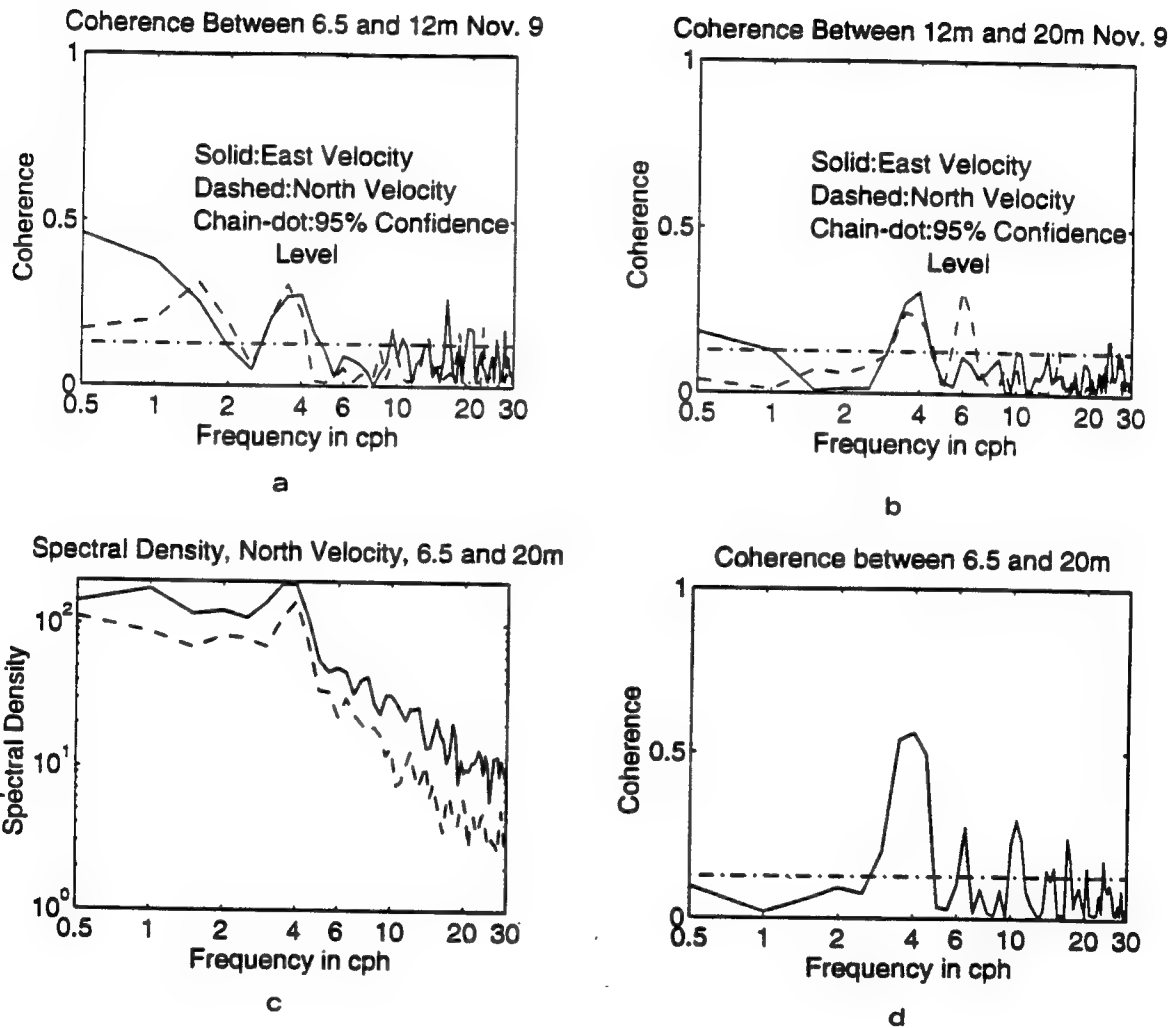 Coherence Between 6.5 and 12m Nov. 9
1
0.5
0
Coherence
Solid:East Velocity
Dashed:North Velocity
Chain-dot:95% Confidence
Level
0.5 1 2 4 6 10 20 30
Frequency in cph
a
Coherence Between 12m and 20m Nov. 9
1
0.5
0
Coherence
Solid:East Velocity
Dashed:North Velocity
Chain-dot:95% Confidence
Level
0.5 1 2 4 6 10 20 30
Frequency in cph
b
Spectral Density, North Velocity, 6.5 and 20m
10²
10¹
10⁰
Spectral Density
0.5 1 2 4 6 10 20 30
Frequency in cph
c
Coherence between 6.5 and 20m
1
0.5
0
Coherence
0.5 1 2 4 6 10 20 30
Frequency in cph
d